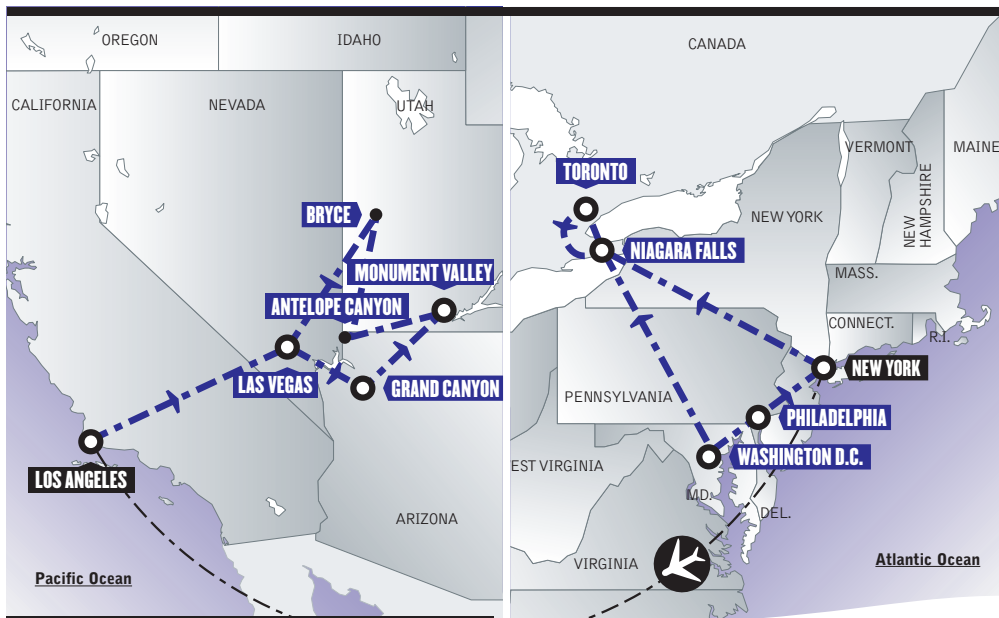 OREGON
IDAHO
CALIFORNIA
NEVADA
UTAH
BRYCE
MONUMENT VALLEY
ANTELOPE CANYON
LAS VEGAS
GRAND CANYON
LOS ANGELES
ARIZONA
Pacific Ocean
CANADA
VERMONT
MAINE
TORONTO
NEW
HAMPSHIRE
NEW YORK
NIAGARA FALLS
MASS.
CONNECT.
R.I.
NEW YORK
PENNSYLVANIA
PHILADELPHIA
WASHINGTON D.C.
EST VIRGINIA
MD.
DEL.
VIRGINIA
Atlantic Ocean